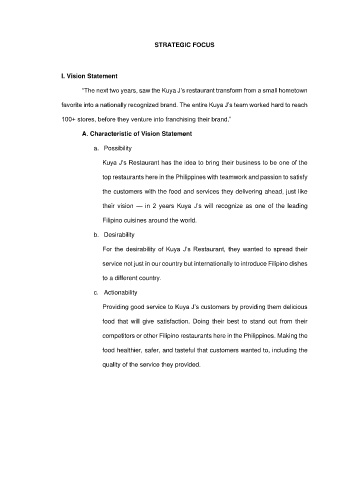 STRATEGIC FOCUS
I. Vision Statement
"The next two years, saw the Kuya J's restaurant transform from a small hometown
favorite into a nationally recognized brand. The entire Kuya J's team worked hard to reach
100+ stores, before they venture into franchising their brand."
A. Characteristic of Vision Statement
a. Possibility
Kuya J's Restaurant has the idea to bring their business to be one of the
top restaurants here in the Philippines with teamwork and passion to satisfy
the customers with the food and services they delivering ahead, just like
their vision — in 2 years Kuya J's will recognize as one of the leading
Filipino cuisines around the world.
b. Desirability
For the desirability of Kuya J's Restaurant, they wanted to spread their
service not just in our country but internationally to introduce Filipino dishes
to a different country.
c. Actionability
Providing good service to Kuya J's customers by providing them delicious
food that will give satisfaction. Doing their best to stand out from their
competitors or other Filipino restaurants here in the Philippines. Making the
food healthier, safer, and tasteful that customers wanted to, including the
quality of the service they provided.